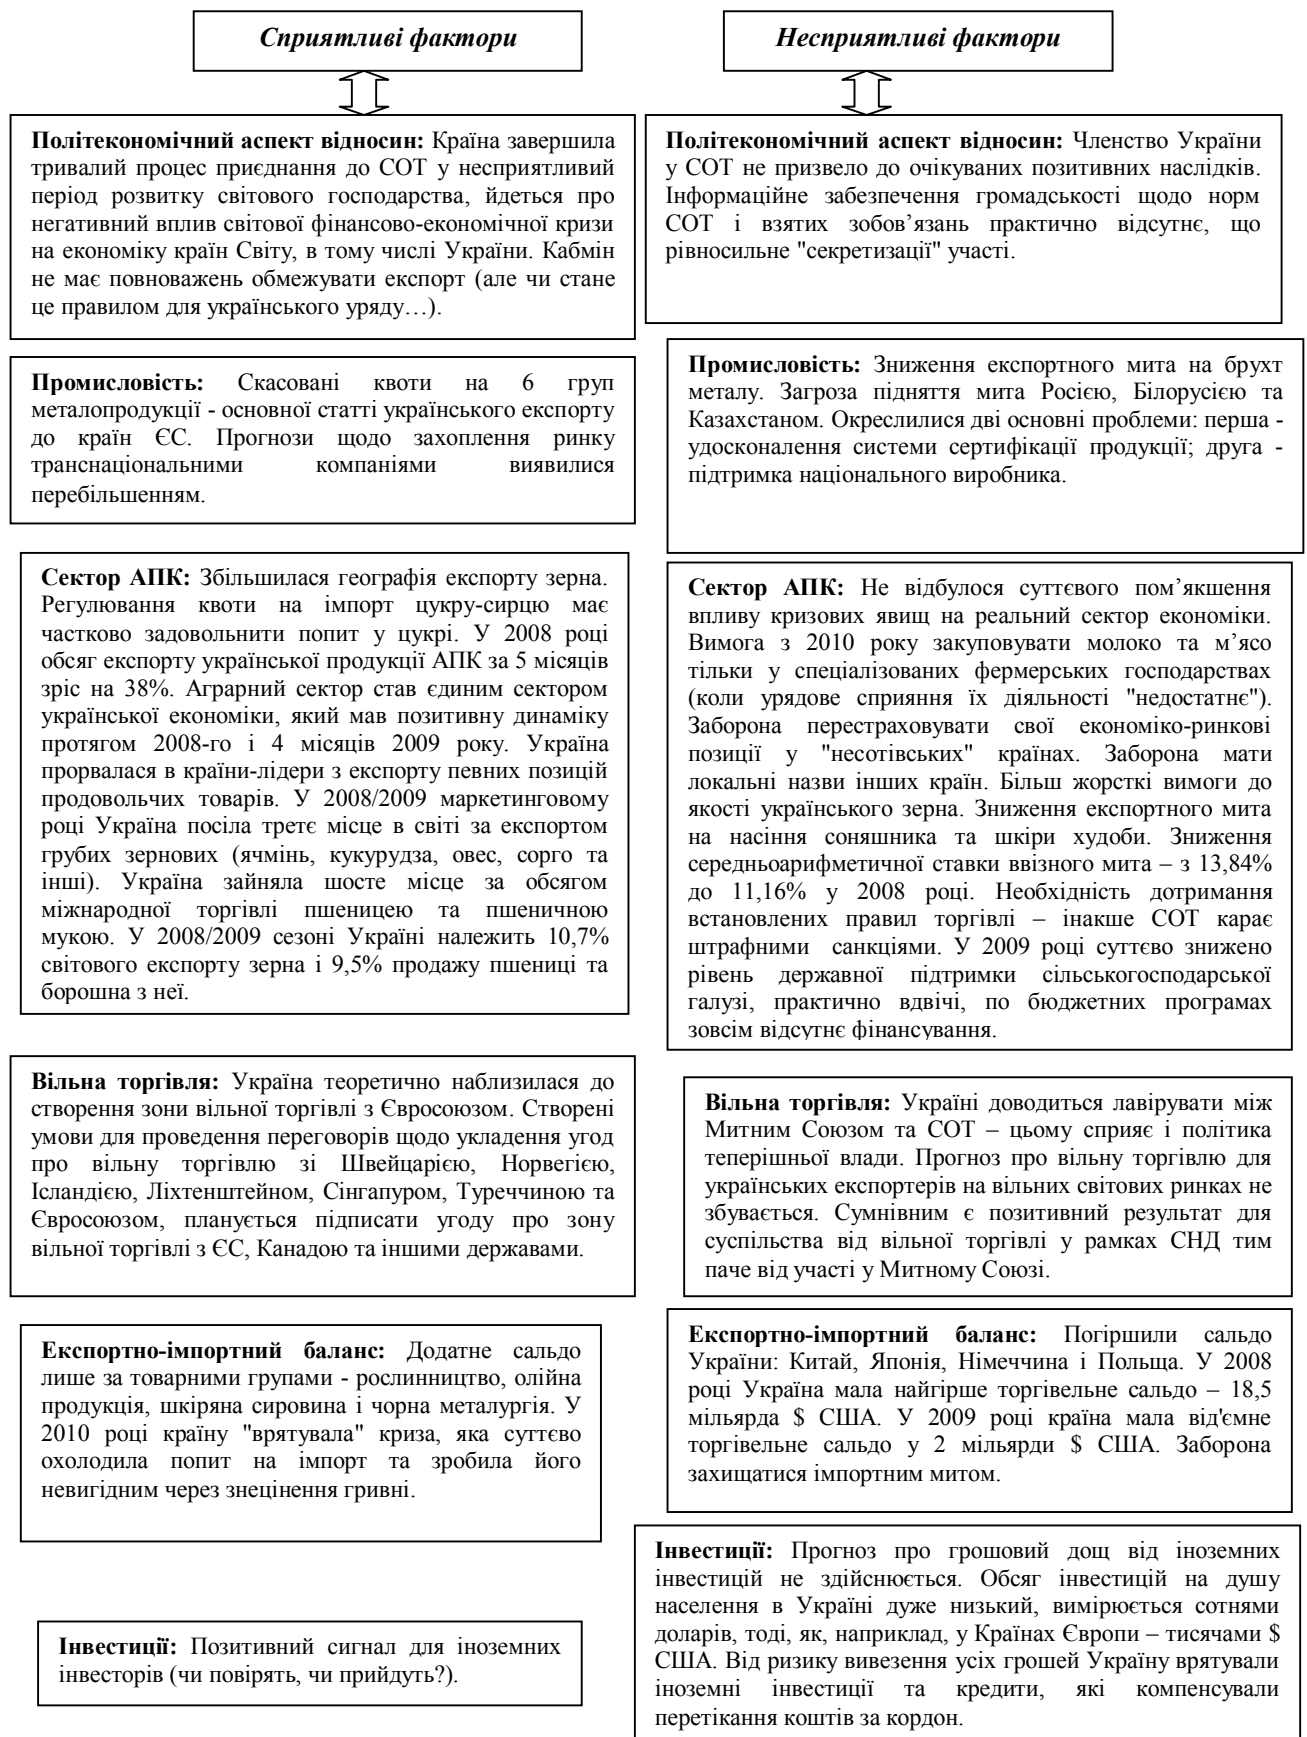 Сприятливі фактори
Несприятливі фактори
Політекономічний аспект відносин: Країна завершила
тривалий процес приєднання до СОТ у несприятливий
період розвитку світового господарства, йдеться про
негативний вплив світової фінансово-економічної кризи
на економіку країн Світу, в тому числі України. Кабмін
не має повноважень обмежувати експорт (але чи стане
це правилом для українського уряду…).
Політекономічний аспект відносин: Членство України
у СОТ не призвело до очікуваних позитивних наслідків.
Інформаційне забезпечення громадськості щодо норм
СОТ і взятих зобов’язань практично відсутнє, що
рівносильне "секретизації" участі.
Промисловість: Скасовані квоти на 6 груп
металопродукції - основної статті українського експорту
до країн ЄС. Прогнози щодо захоплення ринку
транснаціональними компаніями виявилися
перебільшенням.
Промисловість: Зниження експортного мита на брухт
металу. Загроза підняття мита Росією, Білорусією та
Казахстаном. Окреслилися дві основні проблеми: перша -
удосконалення системи сертифікації продукції; друга -
підтримка національного виробника.
Сектор АПК: Збільшилася географія експорту зерна.
Регулювання квоти на імпорт цукру-сирцю має
частково задовольнити попит у цукрі. У 2008 році
обсяг експорту української продукції АПК за 5 місяців
зріс на 38%. Аграрний сектор став єдиним сектором
української економіки, який мав позитивну динаміку
протягом 2008-го і 4 місяців 2009 року. Україна
прорвалася в країни-лідери з експорту певних позицій
продовольчих товарів. У 2008/2009 маркетинговому
році Україна посіла третє місце в світі за експортом
грубих зернових (ячмінь, кукурудза, овес, сорго та
інші). Україна зайняла шосте місце за обсягом
міжнародної торгівлі пшеницею та пшеничною
мукою. У 2008/2009 сезоні Україні належить 10,7%
світового експорту зерна і 9,5% продажу пшениці та
борошна з неї.
Сектор АПК: Не відбулося суттєвого пом’якшення
впливу кризових явищ на реальний сектор економіки.
Вимога з 2010 року закуповувати молоко та м’ясо
тільки у спеціалізованих фермерських господарствах
(коли урядове сприяння їх діяльності "недостатнє").
Заборона перестраховувати свої економіко-ринкові
позиції у "несотівських" країнах. Заборона мати
локальні назви інших країн. Більш жорсткі вимоги до
якості українського зерна. Зниження експортного мита
на насіння соняшника та шкіри худоби. Зниження
середньоарифметичної ставки ввізного мита – з 13,84%
до 11,16% у 2008 році. Необхідність дотримання
встановлених правил торгівлі – інакше СОТ карає
штрафними санкціями. У 2009 році суттєво знижено
рівень державної підтримки сільськогосподарської
галузі, практично вдвічі, по бюджетних програмах
зовсім відсутнє фінансування.
Вільна торгівля: Україна теоретично наблизилася до
створення зони вільної торгівлі з Євросоюзом. Створені
умови для проведення переговорів щодо укладення угод
про вільну торгівлю зі Швейцарією, Норвегією,
Ісландією, Ліхтенштейном, Сінгапуром, Туреччиною та
Євросоюзом, планується підписати угоду про зону
вільної торгівлі з ЄС, Канадою та іншими державами.
Вільна торгівля: Україні доводиться лавірувати між
Митним Союзом та СОТ – цьому сприяє і політика
теперішньої влади. Прогноз про вільну торгівлю для
українських експортерів на вільних світових ринках не
збувається. Сумнівним є позитивний результат для
суспільства від вільної торгівлі у рамках СНД тим
паче від участі у Митному Союзі.
Експортно-імпортний баланс: Додатне сальдо
лише за товарними групами - рослинництво, олійна
продукція, шкіряна сировина і чорна металургія. У
2010 році країну "врятувала" криза, яка суттєво
охолодила попит на імпорт та зробила його
невигідним через знецінення гривні.
Експортно-імпортний баланс: Погіршили сальдо
України: Китай, Японія, Німеччина і Польща. У 2008
році Україна мала найгірше торгівельне сальдо – 18,5
мільярда $ США. У 2009 році країна мала від'ємне
торгівельне сальдо у 2 мільярди $ США. Заборона
захищатися імпортним митом.
Інвестиції: Позитивний сигнал для іноземних
інвесторів (чи повірять, чи прийдуть?).
Інвестиції: Прогноз про грошовий дощ від іноземних
інвестицій не здійснюється. Обсяг інвестицій на душу
населення в Україні дуже низький, вимірюється сотнями
доларів, тоді, як, наприклад, у Країнах Європи – тисячами $
США. Від ризику вивезення усіх грошей Україну врятували
іноземні інвестиції та кредити, які компенсували
перетікання коштів за кордон.